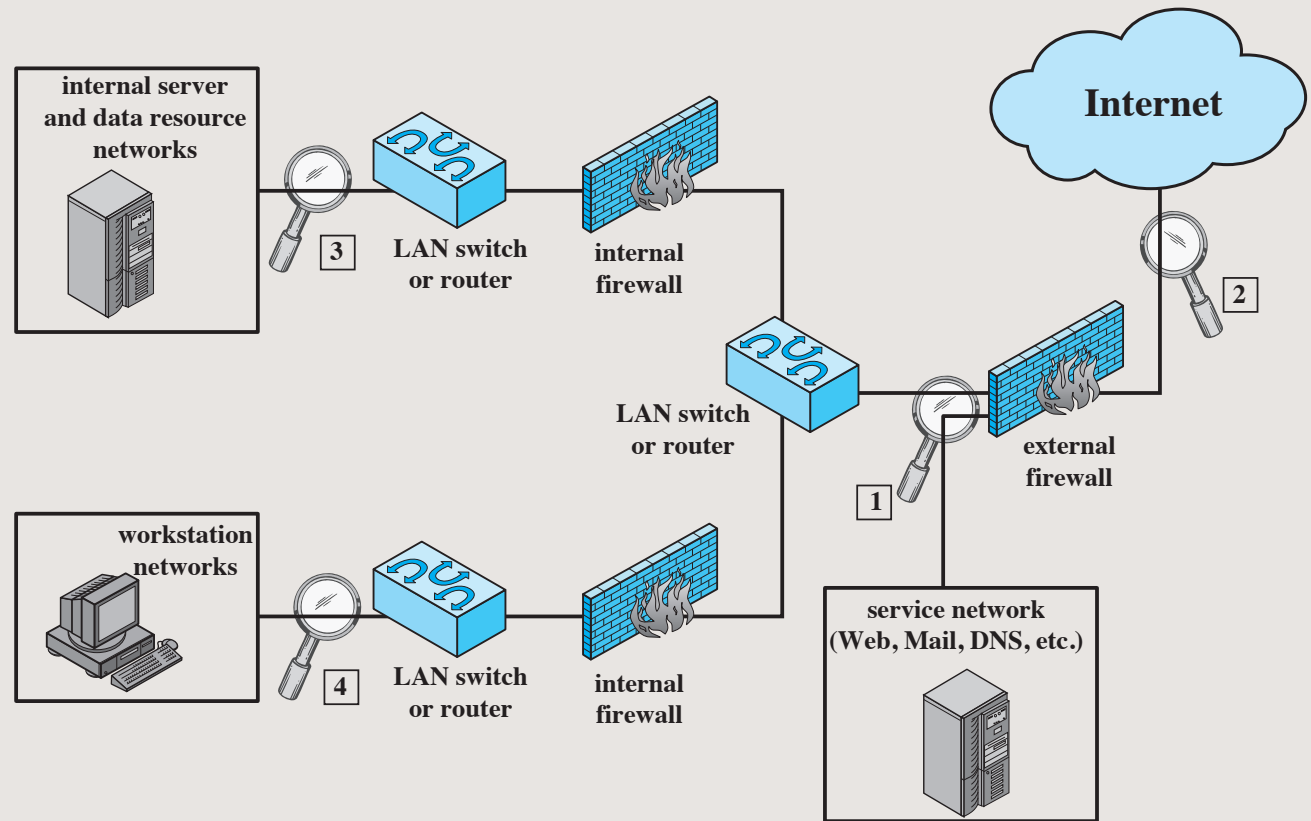 internal server
and data resource
networks
3
LAN switch
or router
internal
firewall
Internet
2
LAN switch
or router
1
external
firewall
workstation
networks
4
LAN switch
or router
internal
firewall
service network
(Web, Mail, DNS, etc.)